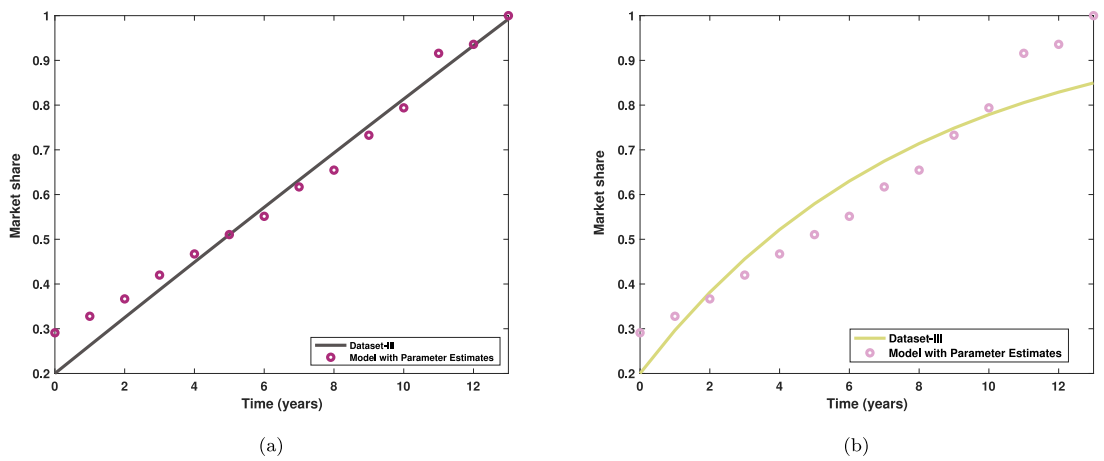 1
0.9
0.8
0.7
0.6
0.5
0.4
0.3
0.2
Market share
0 2 4 6 8 10 12
Time (years)
Dataset-III
Model with Parameter Estimates
(a)
1
0.9
0.8
0.7
0.6
0.5
0.4
0.3
0.2
Market share
0 2 4 6 8 10 12
Time (years)
Dataset-III
Model with Parameter Estimates
(b)